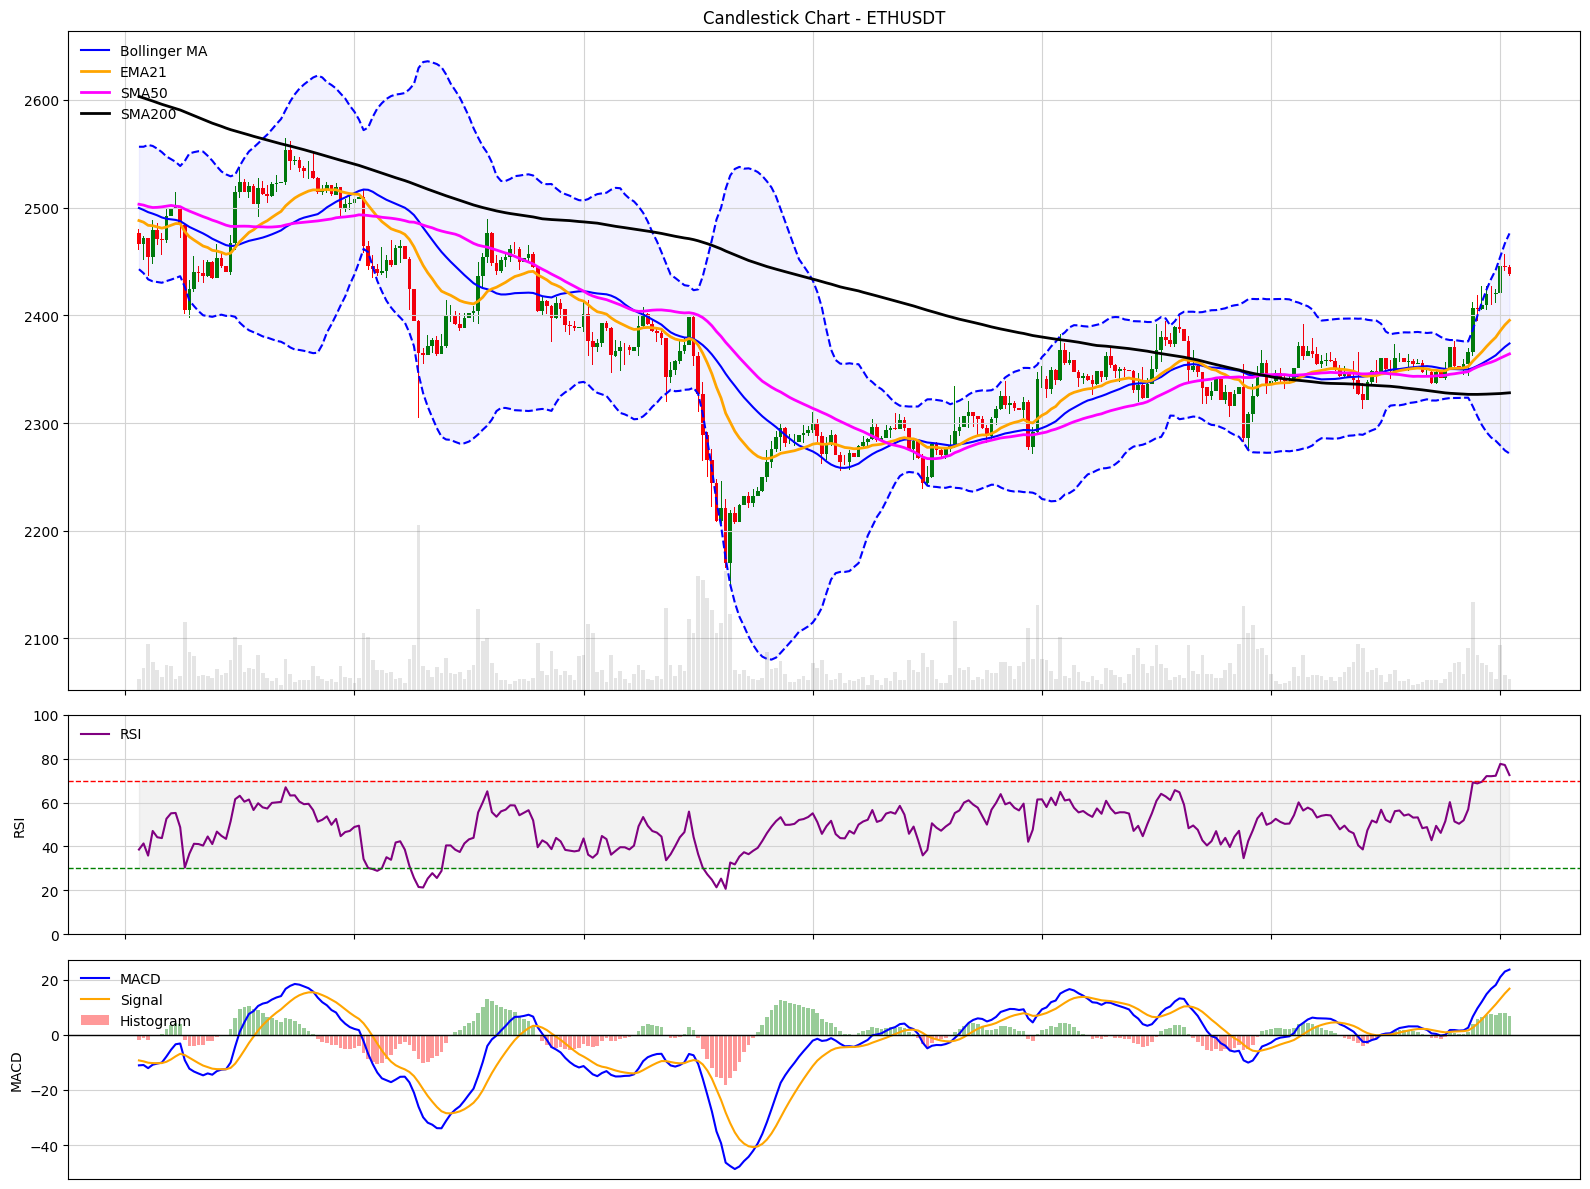 Candlestick Chart - ETHUSDT
Bollinger MA
EMA21
SMA50
SMA200
2600
2500
2400
2300
2200
2100
RSI
100
80
60
40
20
0
RSI
MACD
Signal
Histogram
20
0
−20
−40
MACD